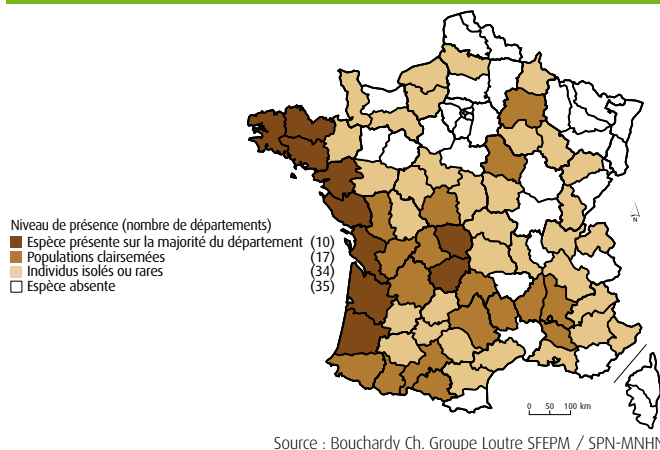 Niveau de présence (nombre de départements)
Espèce présente sur la majorité du département (10)
Populations clairsemées (17)
Individus isolés ou rares (34)
Espèce absente (35)
N
0 50 100 km
Source : Bouchardy Ch. Groupe Loutre SFEPM / SPN-MNHN